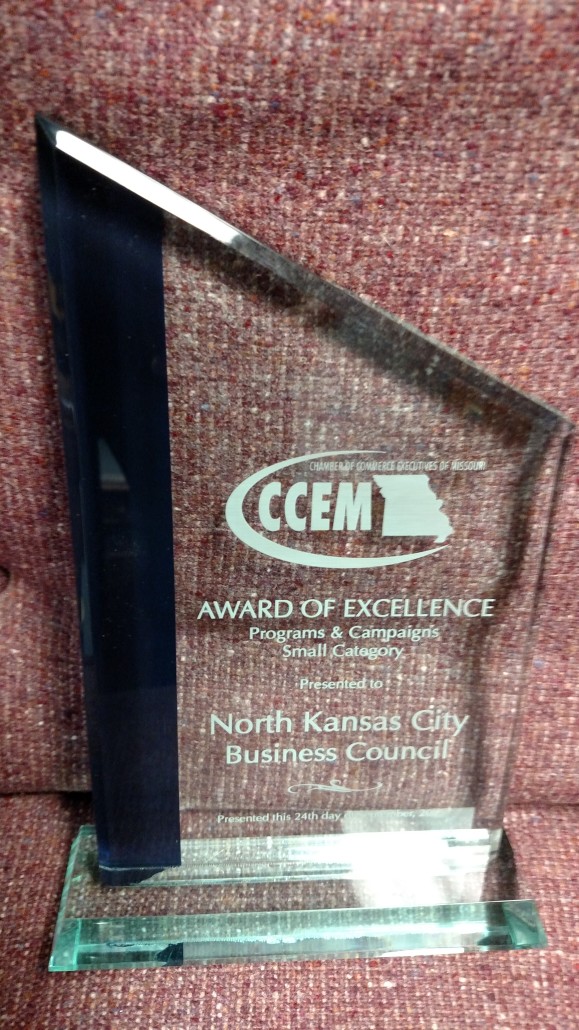 CHAMBER OF COMMERCE EXECUTIVES OF MISSOURI
CCEM
AWARD OF EXCELLENCE
Programs & Campaigns
Small Category
Presented to
North Kansas City
Business Council
Presented this 24th day